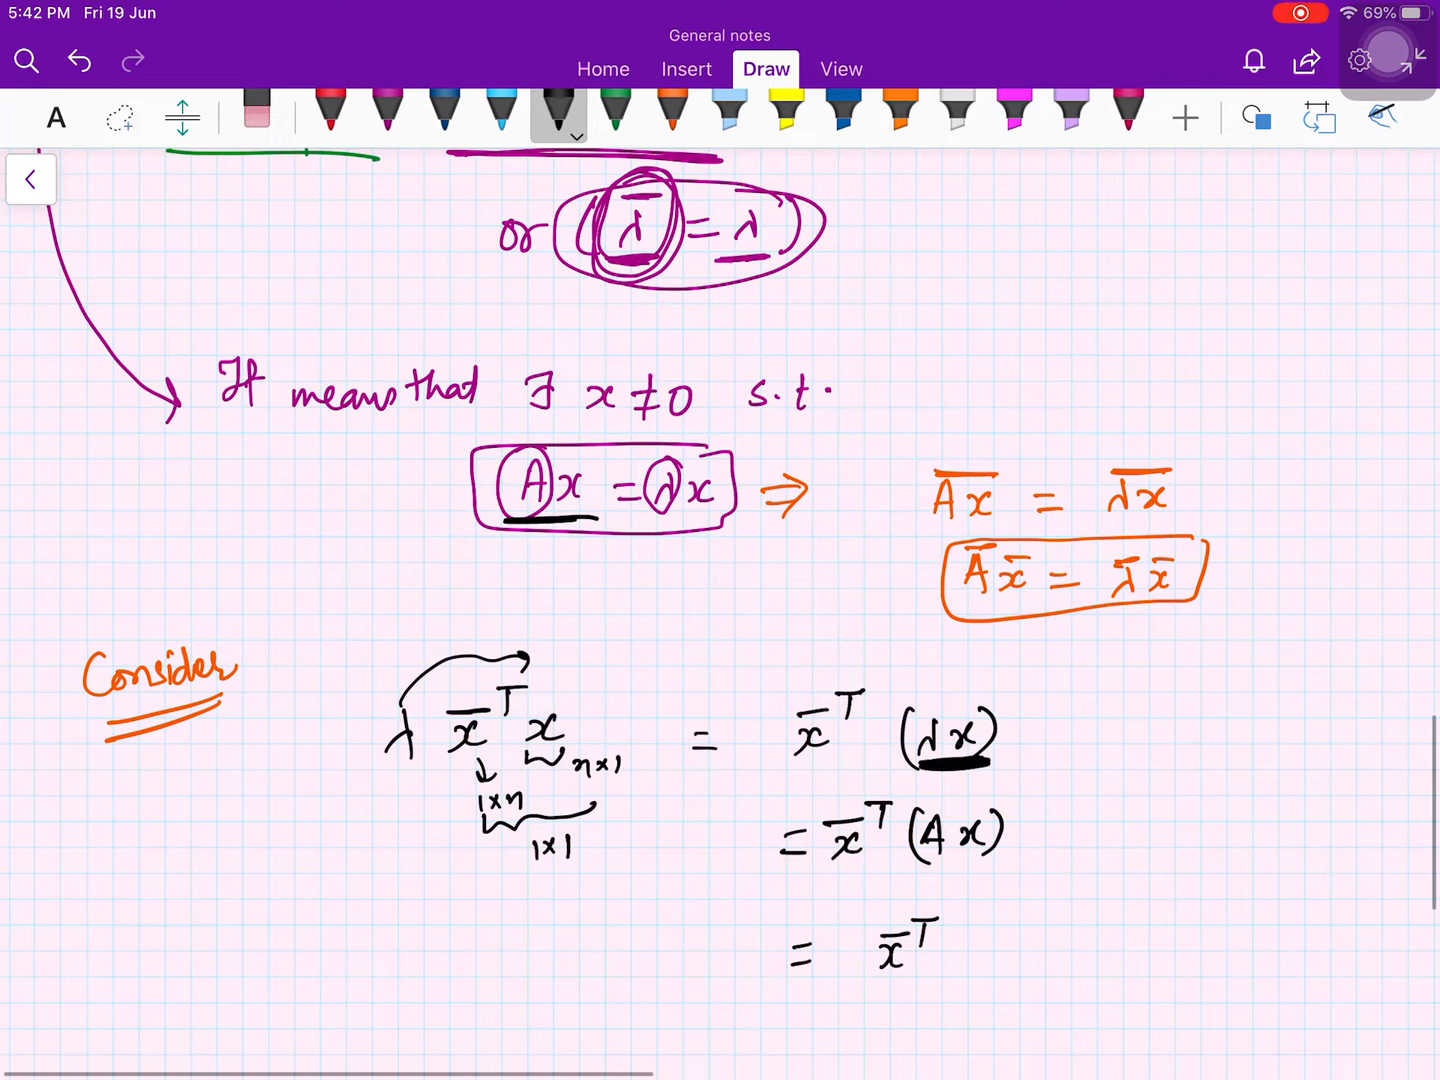 5:42 PM Fri 19 Jun 69%
General notes
Home Insert Draw View
A
or (λ̅ = λ)
It means that ∃ x ≠ 0 s.t.
Ax = λx ⇒ A̅x̅ = λ̅x̅
A̅ x̅ = λ̅ x̅
Consider
λ x̅ᵀ x = x̅ᵀ (λx)
n×1
1×n
1×1
= x̅ᵀ (Ax)
= x̅ᵀ